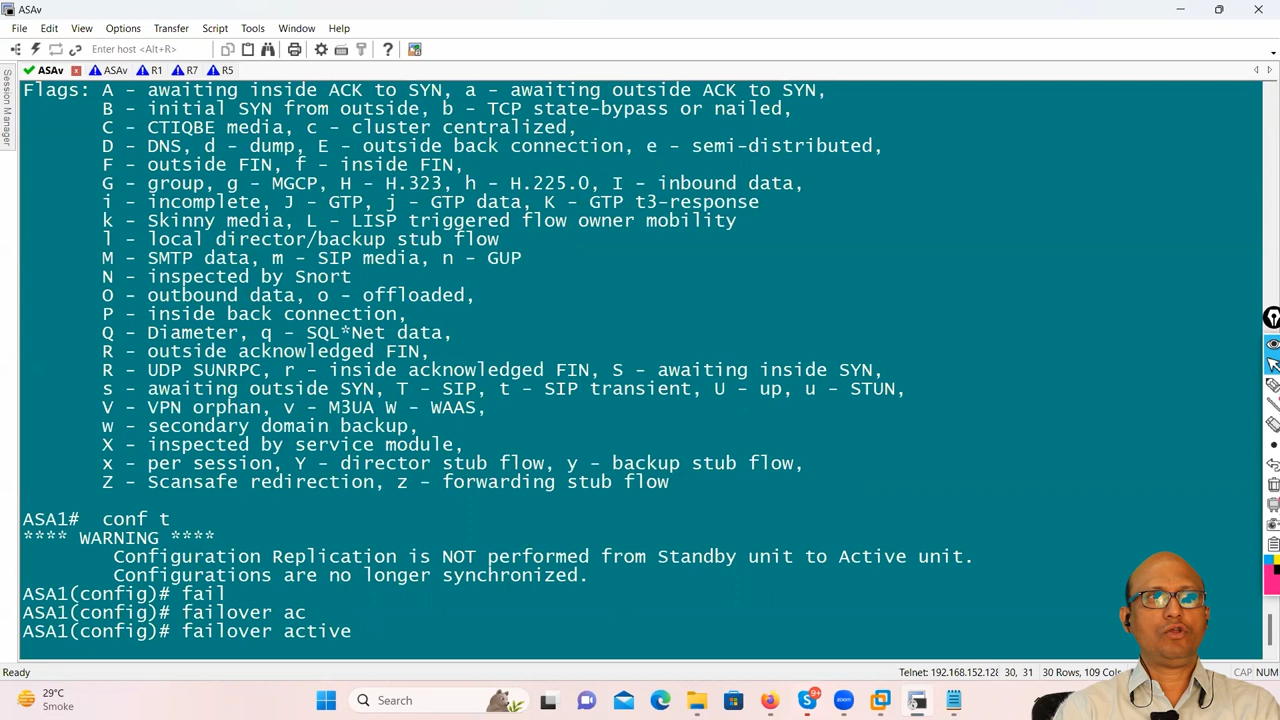 ASAv
File Edit View Options Transfer Script Tools Window Help
Enter host <Alt+R>
ASAv ASAv R1 R7 R5
Session Manager
Flags: A - awaiting inside ACK to SYN, a - awaiting outside ACK to SYN,
B - initial SYN from outside, b - TCP state-bypass or nailed,
C - CTIQBE media, c - cluster centralized,
D - DNS, d - dump, E - outside back connection, e - semi-distributed,
F - outside FIN, f - inside FIN,
G - group, g - MGCP, H - H.323, h - H.225.0, I - inbound data,
i - incomplete, J - GTP, j - GTP data, K - GTP t3-response
k - Skinny media, L - LISP triggered flow owner mobility
l - local director/backup stub flow
M - SMTP data, m - SIP media, n - GUP
N - inspected by Snort
O - outbound data, o - offloaded,
P - inside back connection,
Q - Diameter, q - SQL*Net data,
R - outside acknowledged FIN,
R - UDP SUNRPC, r - inside acknowledged FIN, S - awaiting inside SYN,
s - awaiting outside SYN, T - SIP, t - SIP transient, U - up, u - STUN,
V - VPN orphan, v - M3UA W - WAAS,
w - secondary domain backup,
X - inspected by service module,
x - per session, Y - director stub flow, y - backup stub flow,
Z - Scansafe redirection, z - forwarding stub flow
ASA1#  conf t
**** WARNING ****
Configuration Replication is NOT performed from Standby unit to Active unit.
Configurations are no longer synchronized.
ASA1(config)# fail
ASA1(config)# failover ac
ASA1(config)# failover active
Ready Telnet: 192.168.152.128 30, 31 30 Rows, 109 Cols CAP NUM
29°C
Smoke
Search
9+
zoom